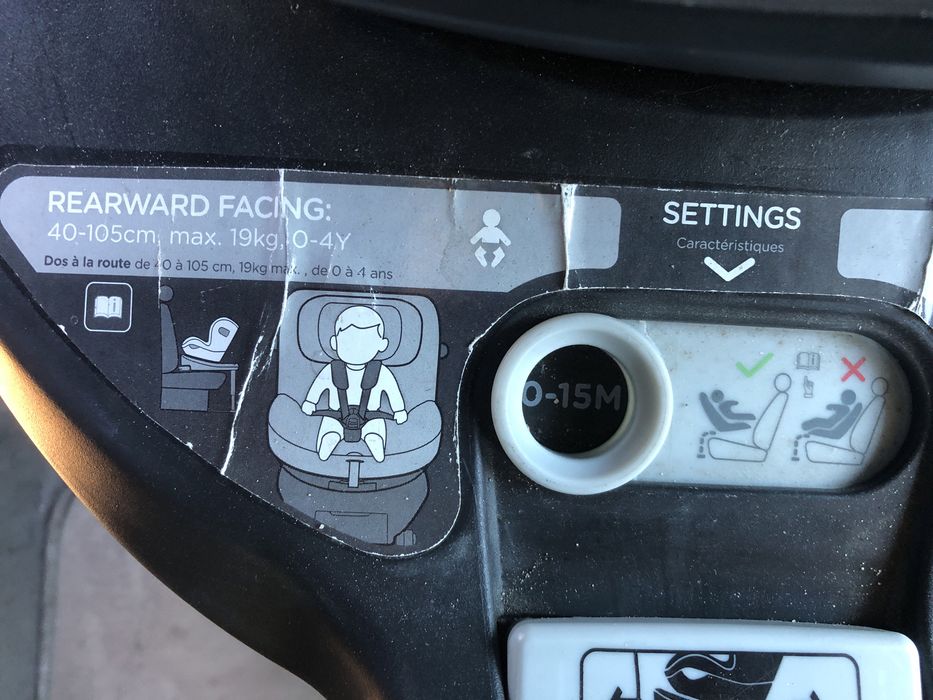 REARWARD FACING:
40-105cm, max. 19kg, 0-4Y
Dos à la route de 40 à 105 cm, 19kg max. , de 0 à 4 ans
SETTINGS
Caractéristiques
0-15M